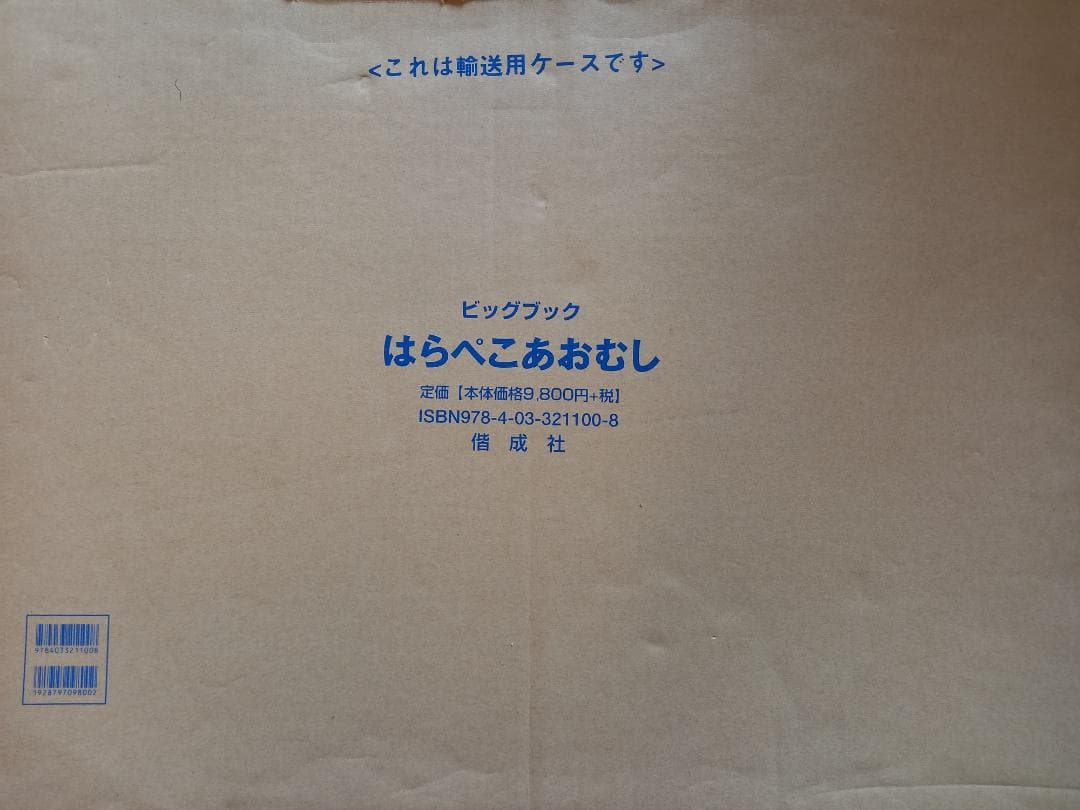 <これは輸送用ケースです>
ビッグブック
はらぺこあおむし
定価【本体価格9,800円+税】
ISBN978-4-03-321100-8
偕成社
9784033211008
1928797098002